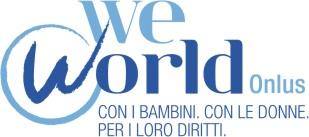 we
world Onlus
CON I BAMBINI. CON LE DONNE.
PER I LORO DIRITTI.